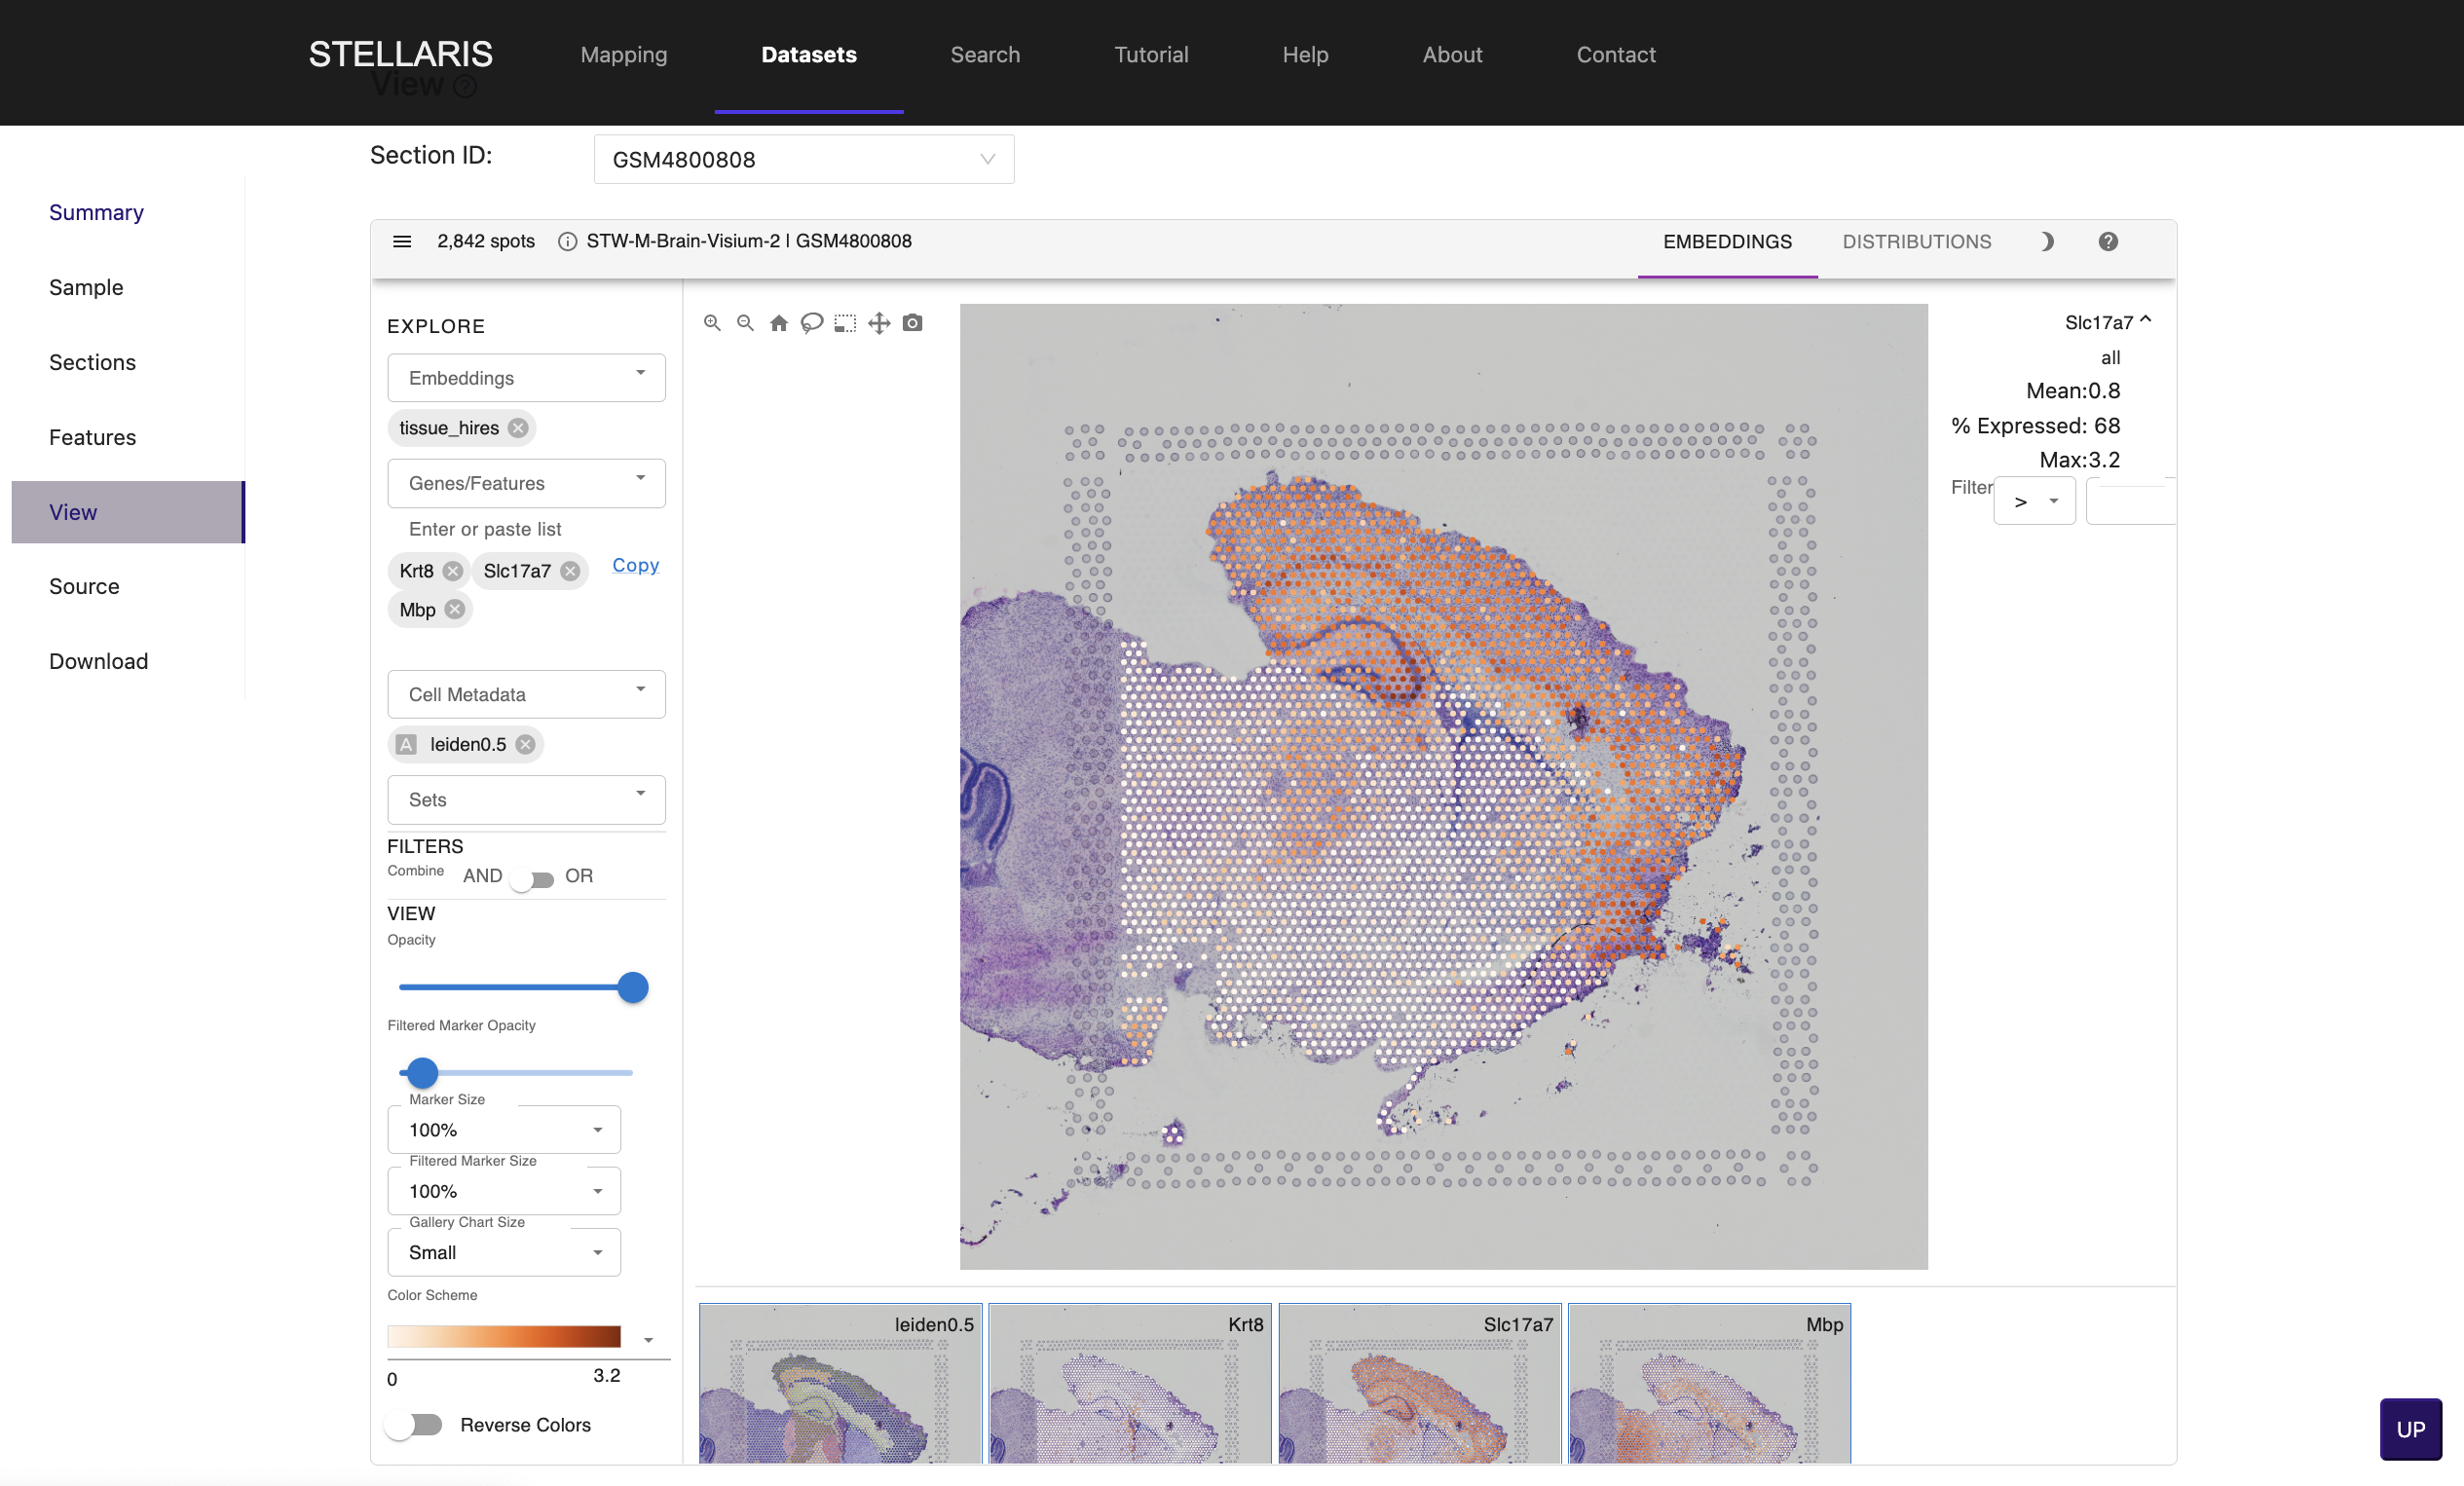 STELLARIS Mapping Datasets Search Tutorial Help About Contact
View
Section ID: GSM4800808
Summary
Sample
Sections
Features
View
Source
Download
2,842 spots STW-M-Brain-Visium-2 | GSM4800808 EMBEDDINGS DISTRIBUTIONS
EXPLORE
Embeddings
tissue_hires
Genes/Features
Enter or paste list
Krt8 Slc17a7 Copy
Mbp
Cell Metadata
A leiden0.5
Sets
FILTERS
Combine AND OR
VIEW
Opacity
Filtered Marker Opacity
Marker Size
100%
Filtered Marker Size
100%
Gallery Chart Size
Small
Color Scheme
0 3.2
Reverse Colors
Slc17a7
all
Mean:0.8
% Expressed: 68
Max:3.2
Filter >
leiden0.5 Krt8 Slc17a7 Mbp
UP